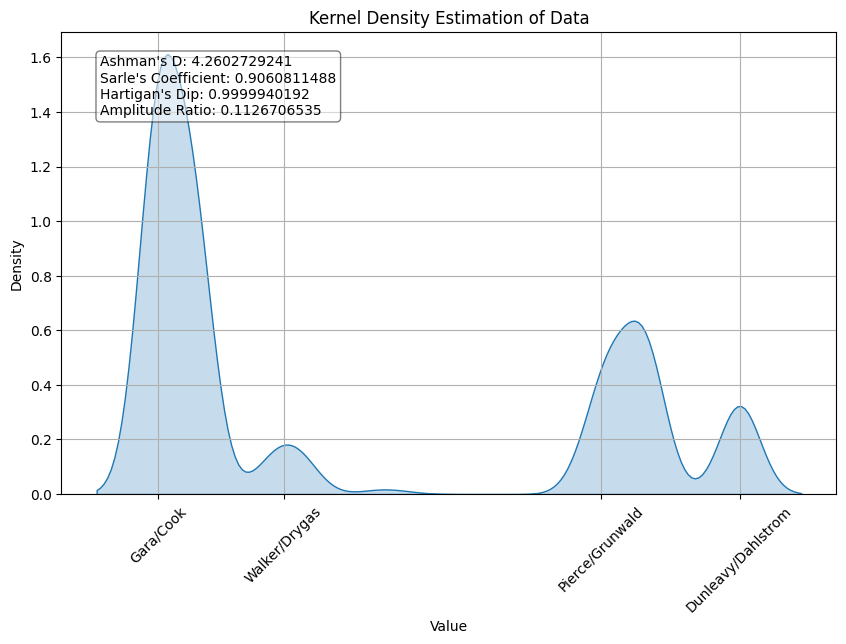 Kernel Density Estimation of Data
Ashman's D: 4.2602729241
Sarle's Coefficient: 0.9060811488
Hartigan's Dip: 0.9999940192
Amplitude Ratio: 0.1126706535
1.6
1.4
1.2
1.0
0.8
0.6
0.4
0.2
0.0
Density
Gara/Cook
Walker/Drygas
Pierce/Grunwald
Dunleavy/Dahlstrom
Value